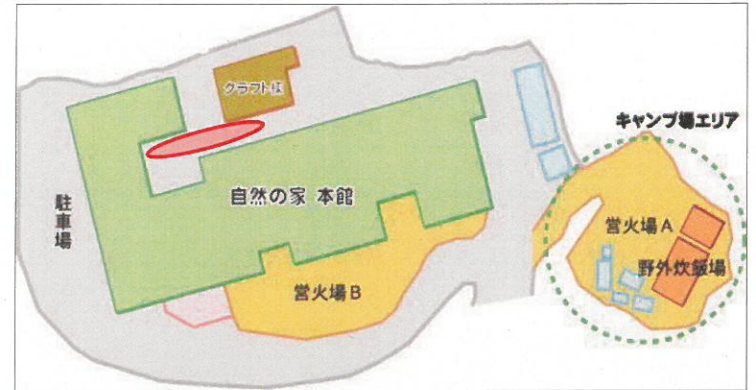 クラフト棟
キャンプ場エリア
自然の家 本館
駐車場
営火場A
野外炊飯場
営火場B